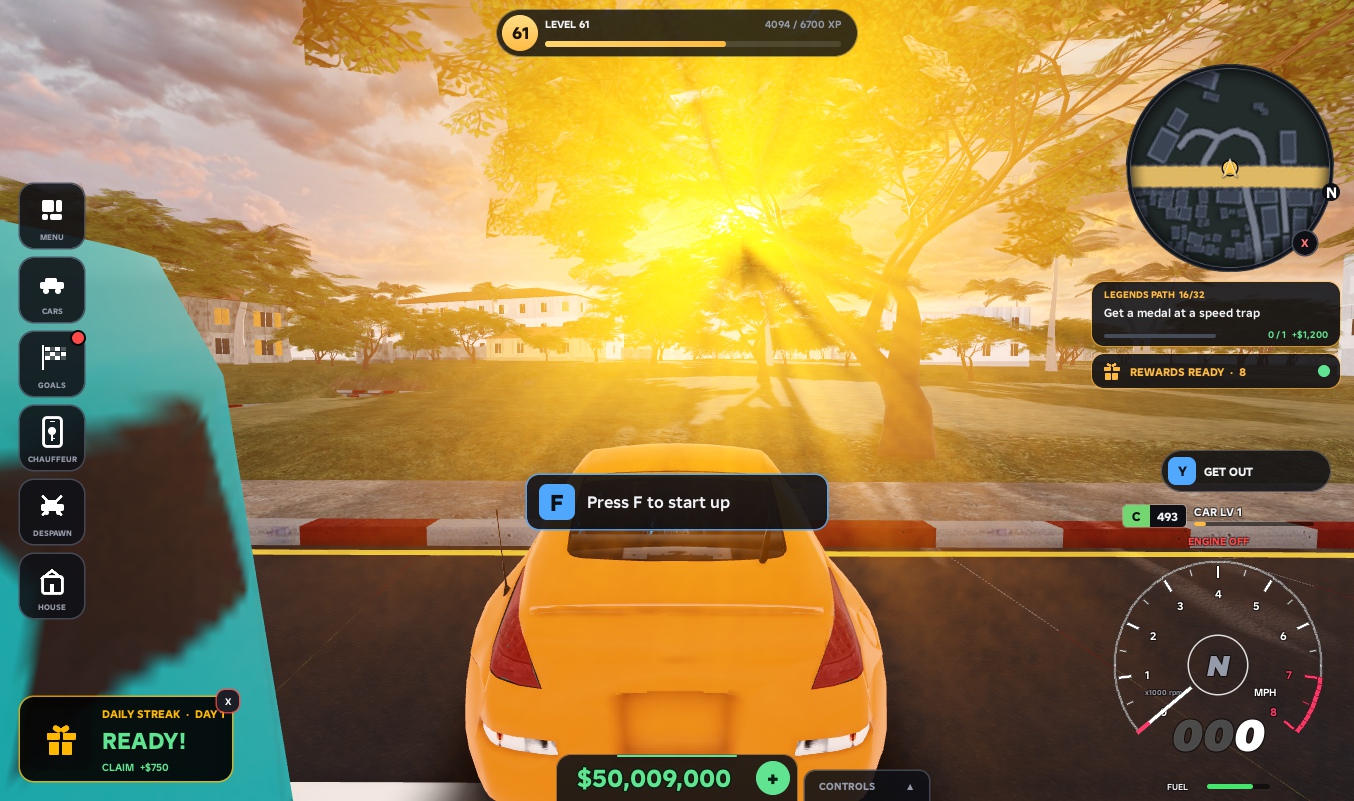 61
LEVEL 61
4094 / 6700 XP
N
X
MENU
CARS
GOALS
CHAUFFEUR
DESPAWN
HOUSE
LEGENDS PATH 16/32
Get a medal at a speed trap
0 / 1 +$1,200
REWARDS READY · 8
Y GET OUT
F Press F to start up
C 493 CAR LV 1
ENGINE OFF
1 2 3 4 5 6 7 8
x1000 rpm
N
MPH
000
FUEL
X
DAILY STREAK · DAY 1
READY!
CLAIM +$750
$50,009,000 +
CONTROLS ▲